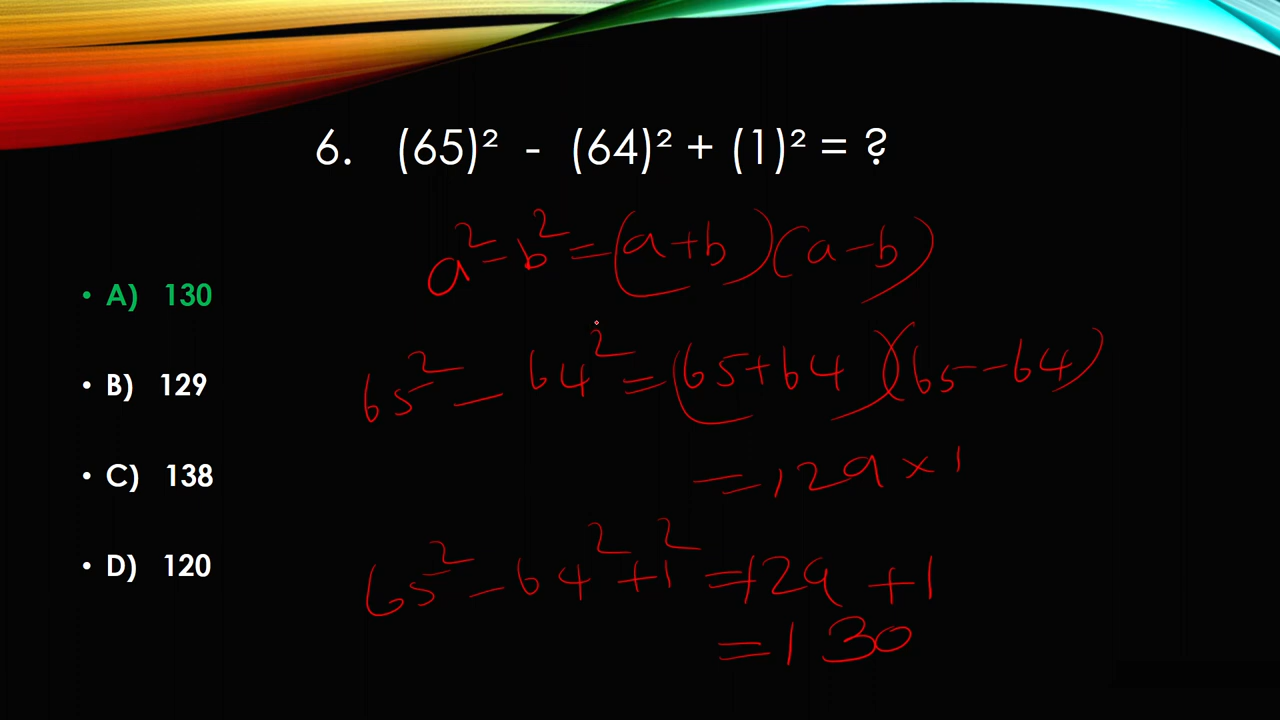 6. (65)² - (64)² + (1)² = ?
a² - b² = (a+b)(a-b)
• A) 130
65² - 64² = (65+64)(65-64)
• B) 129
= 129 × 1
• C) 138
65² - 64² + 1² = 129 + 1
• D) 120
= 130